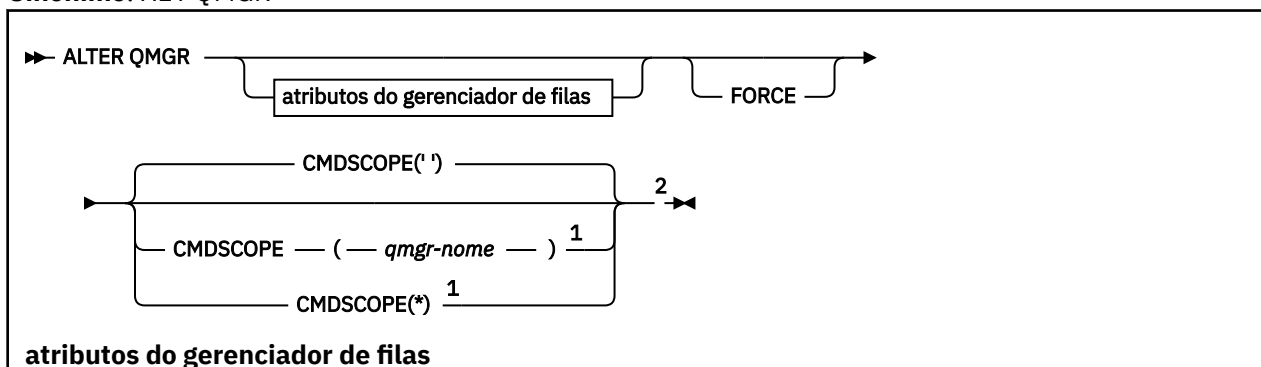 ALTER QMGR
atributos do gerenciador de filas
FORCE
CMDSCOPE(' ')
2
CMDSCOPE ( qmgr-nome ) 1
CMDSCOPE(*) 1
atributos do gerenciador de filas